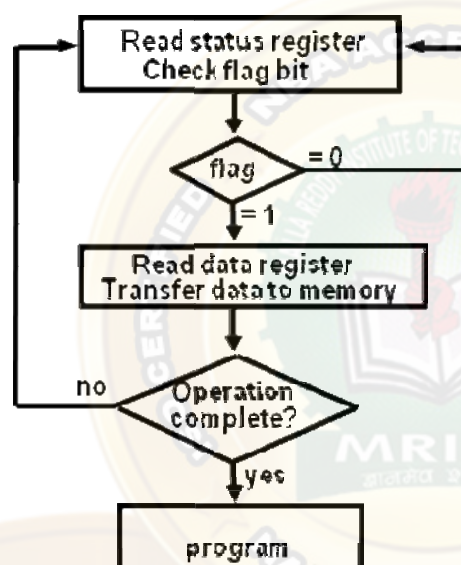 Read status register
Check flag bit
flag
= 0
= 1
Read data register
Transfer data to memory
no
Operation
complete?
yes
program
MRI